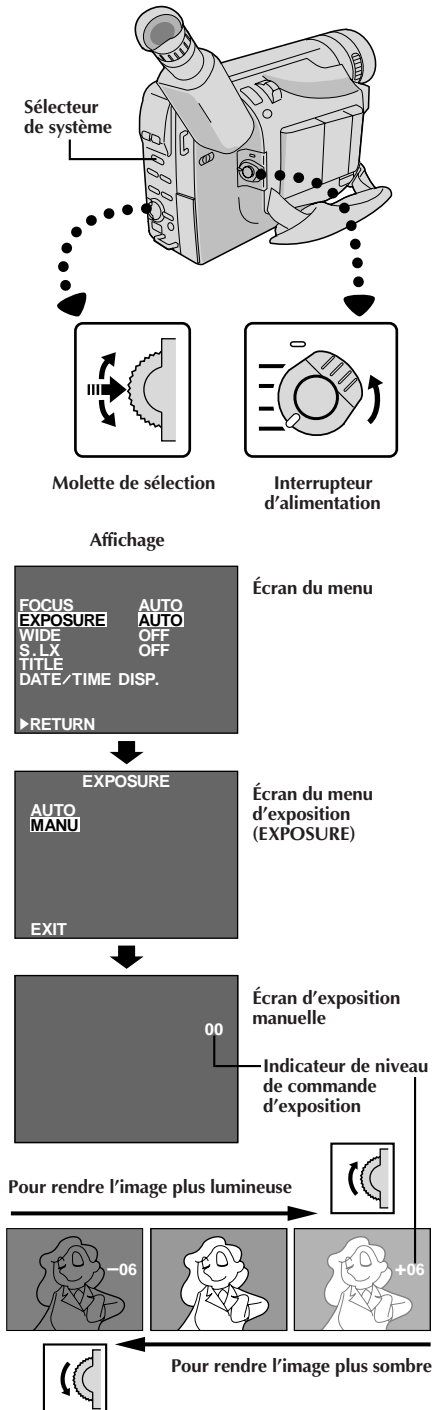 Sélecteur
de système
Molette de sélection
Interrupteur
d'alimentation
Affichage
FOCUS AUTO
EXPOSURE AUTO
WIDE OFF
S.LX OFF
TITLE
DATE/TIME DISP.
▶RETURN
Écran du menu
EXPOSURE
AUTO
MANU
EXIT
Écran du menu
d'exposition
(EXPOSURE)
00
Écran d'exposition
manuelle
Indicateur de niveau
de commande
d'exposition
Pour rendre l'image plus lumineuse
–06
+06
Pour rendre l'image plus sombre